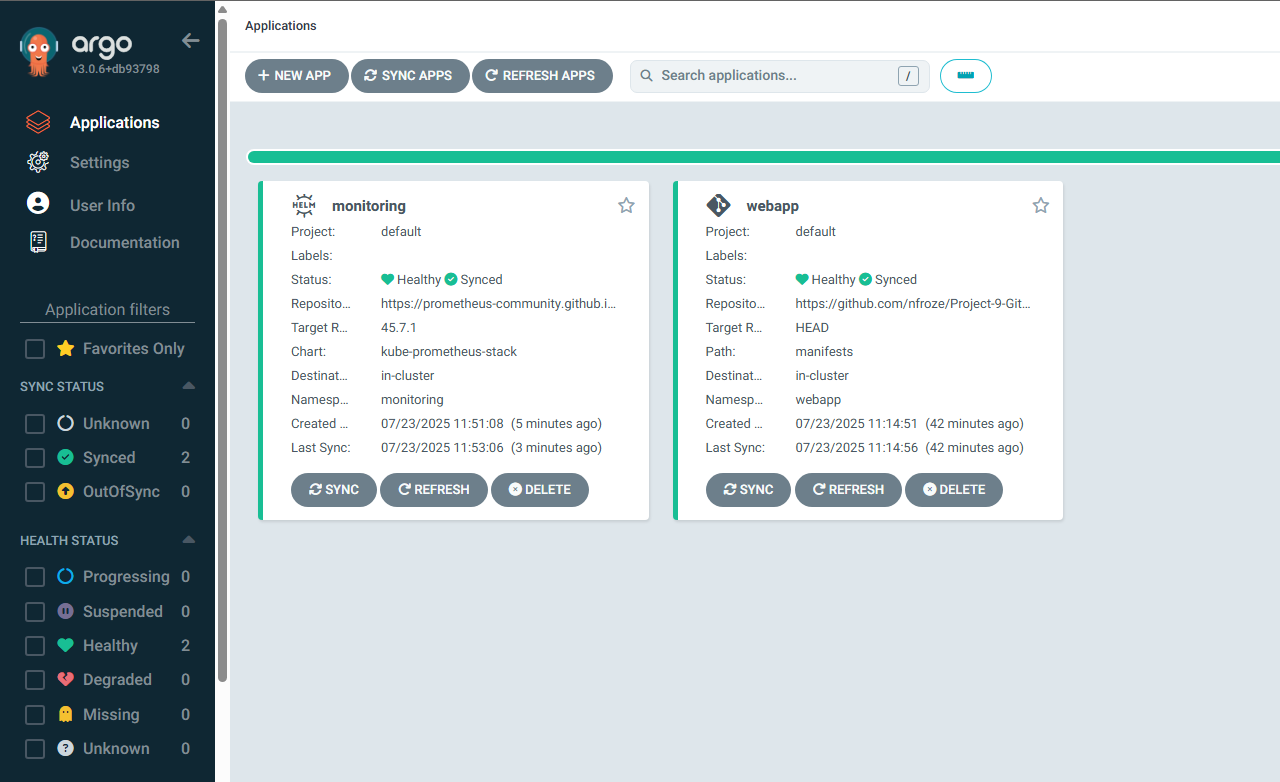 argo
v3.0.6+db93798
Applications
Settings
User Info
Documentation
Application filters
Favorites Only
SYNC STATUS
Unknown 0
Synced 2
OutOfSync 0
HEALTH STATUS
Progressing 0
Suspended 0
Healthy 2
Degraded 0
Missing 0
? Unknown 0
Applications
+ NEW APP SYNC APPS REFRESH APPS Search applications... /
HELM monitoring
Project: default
Labels:
Status: Healthy Synced
Reposito... https://prometheus-community.github.i...
Target R... 45.7.1
Chart: kube-prometheus-stack
Destinat... in-cluster
Namesp... monitoring
Created ... 07/23/2025 11:51:08 (5 minutes ago)
Last Sync: 07/23/2025 11:53:06 (3 minutes ago)
SYNC REFRESH DELETE
webapp
Project: default
Labels:
Status: Healthy Synced
Reposito... https://github.com/nfroze/Project-9-Git...
Target R... HEAD
Path: manifests
Destinat... in-cluster
Namesp... webapp
Created ... 07/23/2025 11:14:51 (42 minutes ago)
Last Sync: 07/23/2025 11:14:56 (42 minutes ago)
SYNC REFRESH DELETE